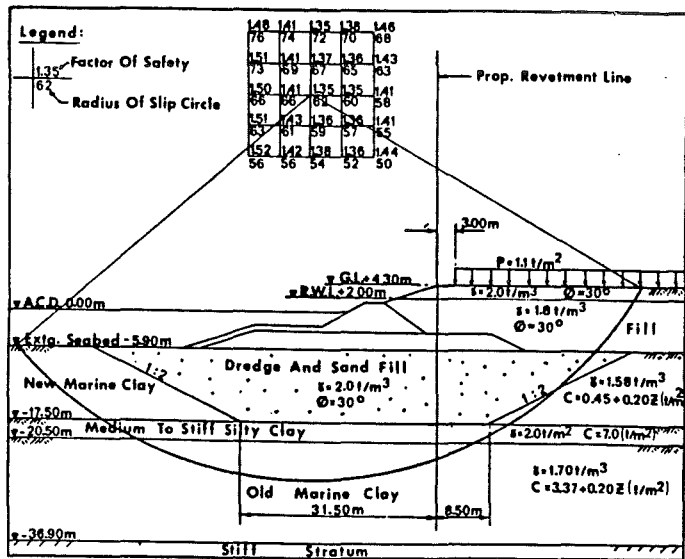 Legend:
1.35
62
Factor Of Safety
Radius Of Slip Circle
1.48 1.41 1.35 1.38 1.46
76 74 72 70 68
1.51 1.41 1.37 1.36 1.43
73 69 67 65 63
1.50 1.41 1.35 1.35 1.41
66 66 62 60 58
1.51 1.43 1.36 1.36 1.41
63 61 59 57 55
1.52 1.42 1.38 1.36 1.44
56 56 54 52 50
Prop. Revetment Line
3.00m
P=1.1 t/m²
G.L+4.30m
R.W.L+2.00m
ɣ=2.0t/m³ Ø=30°
A.C.D. 0.00m
ɣ=1.8 t/m³
Ø=30°
Fill
Extg. Seabed -5.90m
1:2
Dredge And Sand Fill
ɣ=2.0t/m³
Ø=30°
1:2
New Marine Clay
ɣ=1.58t/m³
C=0.45+0.20Z(t/m²)
-17.50m
Medium To Stiff Silty Clay
ɣ=2.0t/m² C=7.0(t/m²)
-20.50m
ɣ=1.70t/m³
C=3.37+0.20Z(t/m²)
Old Marine Clay
31.50m
8.50m
-36.90m
Stiff Stratum